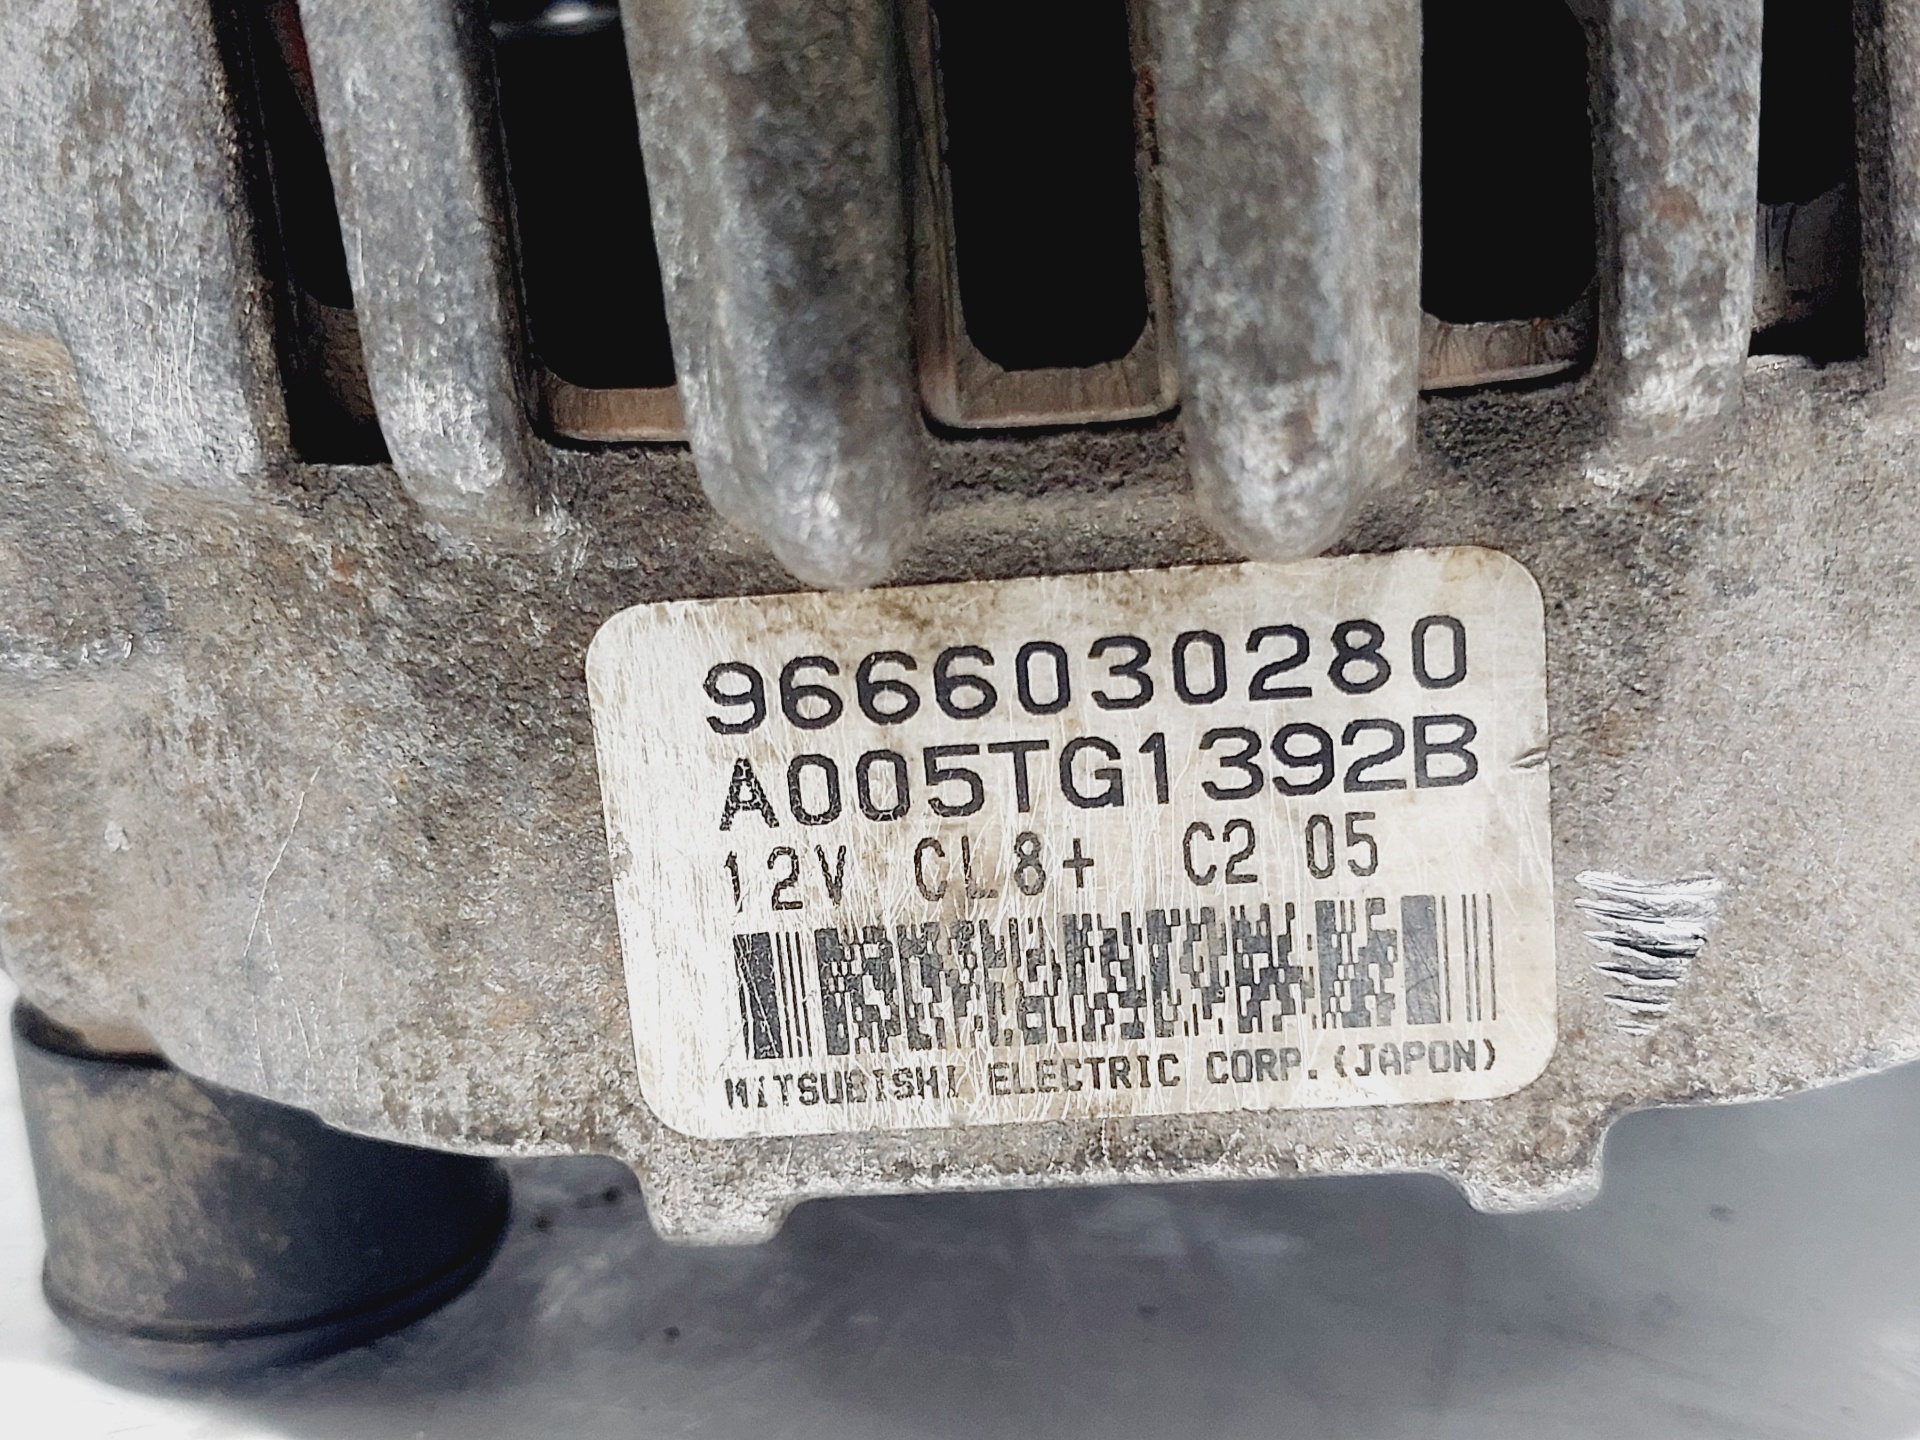 9666030280
A005TG1392B
12V CL8+ C2 05
MITSUBISHI ELECTRIC CORP.(JAPON)